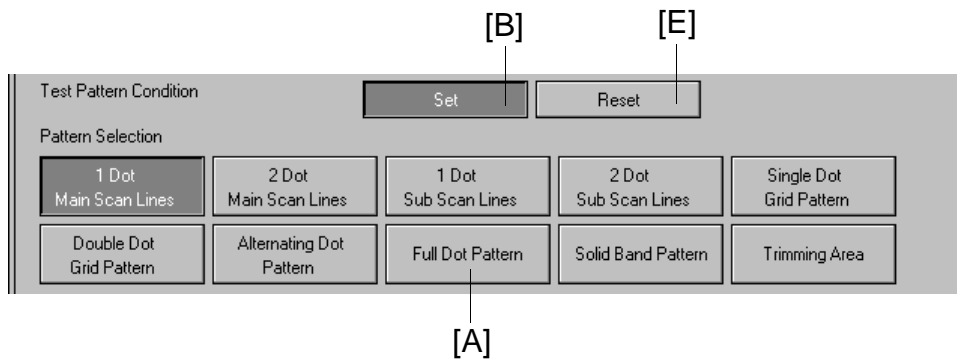 [B] [E]
Test Pattern Condition Set Reset
Pattern Selection
1 Dot Main Scan Lines
2 Dot Main Scan Lines
1 Dot Sub Scan Lines
2 Dot Sub Scan Lines
Single Dot Grid Pattern
Double Dot Grid Pattern
Alternating Dot Pattern
Full Dot Pattern
Solid Band Pattern
Trimming Area
[A]